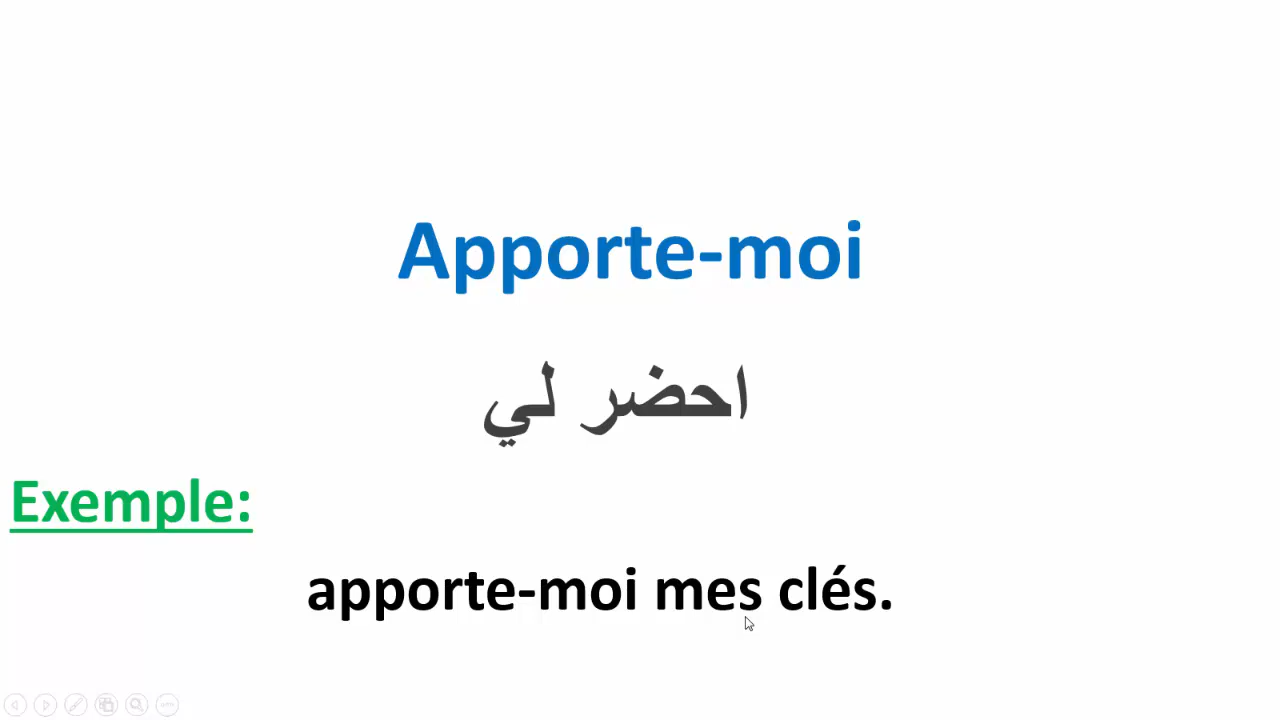 Apporte-moi
احضر لي
Exemple:
apporte-moi mes clés.